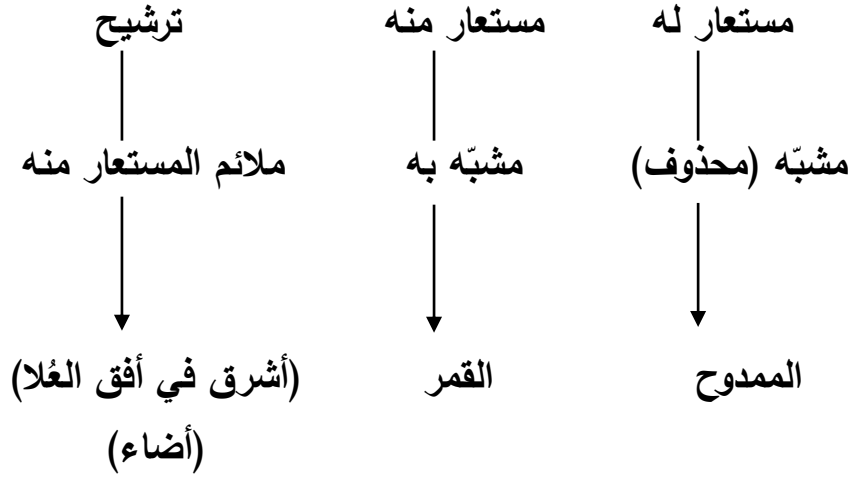 مستعار له مستعار منه ترشيح
مشبّه (محذوف) مشبّه به ملائم المستعار منه
الممدوح القمر (أشرق في أفق العُلا)
(أضاء)